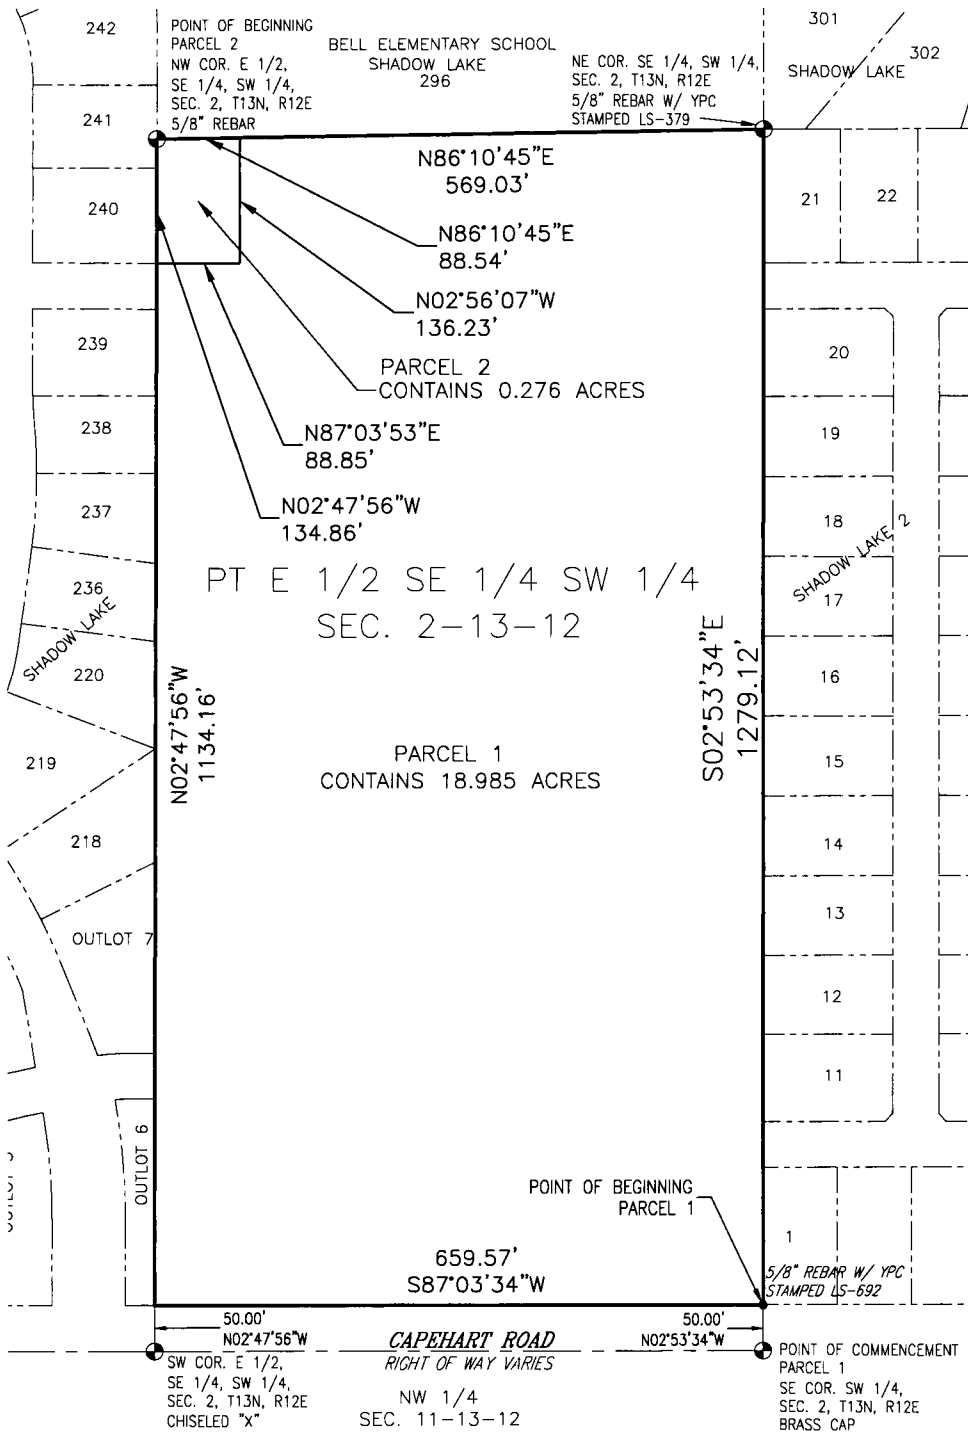 242
POINT OF BEGINNING
PARCEL 2
NW COR. E 1/2,
SE 1/4, SW 1/4,
SEC. 2, T13N, R12E
5/8" REBAR
BELL ELEMENTARY SCHOOL
SHADOW LAKE
296
NE COR. SE 1/4, SW 1/4,
SEC. 2, T13N, R12E
5/8" REBAR W/ YPC
STAMPED LS-379
301
302
SHADOW LAKE
241
240
N86°10'45"E
569.03'
21
22
N86°10'45"E
88.54'
N02°56'07"W
136.23'
239
PARCEL 2
CONTAINS 0.276 ACRES
20
238
N87°03'53"E
88.85'
19
237
N02°47'56"W
134.86'
18
SHADOW LAKE 2
236
SHADOW LAKE
PT E 1/2 SE 1/4 SW 1/4
SEC. 2-13-12
17
220
N02°47'56"W
1134.16'
S02°53'34"E
1279.12'
16
219
PARCEL 1
CONTAINS 18.985 ACRES
15
218
14
OUTLOT 7
13
12
11
OUTLOT 6
POINT OF BEGINNING
PARCEL 1
1
659.57'
S87°03'34"W
5/8" REBAR W/ YPC
STAMPED LS-692
50.00'
N02°47'56"W
CAPEHART ROAD
RIGHT OF WAY VARIES
50.00'
N02°53'34"W
SW COR. E 1/2,
SE 1/4, SW 1/4,
SEC. 2, T13N, R12E
CHISELED "X"
NW 1/4
SEC. 11-13-12
POINT OF COMMENCEMENT
PARCEL 1
SE COR. SW 1/4,
SEC. 2, T13N, R12E
BRASS CAP